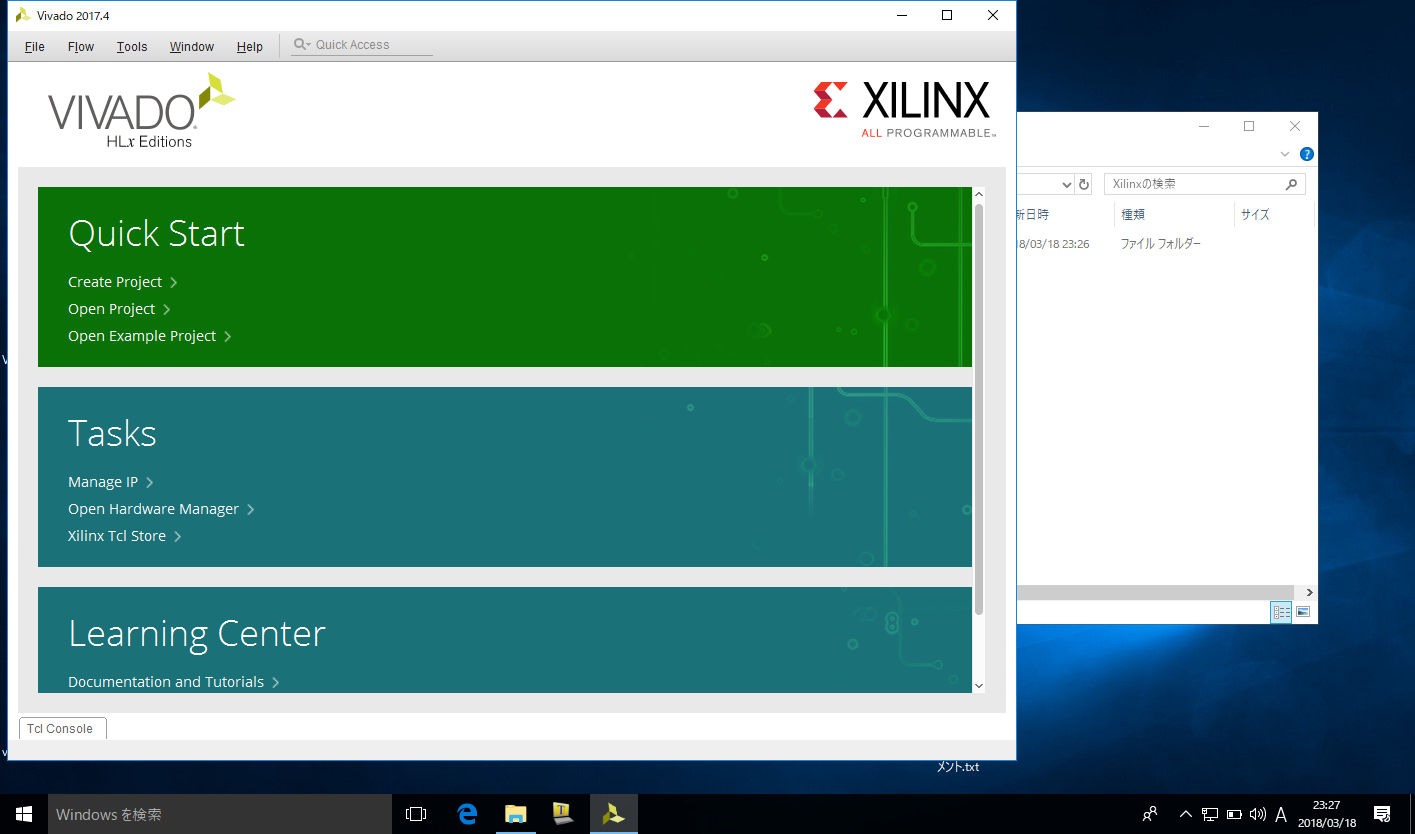 Vivado 2017.4
File Flow Tools Window Help Quick Access
VIVADO
HLx Editions
XILINX
ALL PROGRAMMABLE™
Quick Start
Create Project
Open Project
Open Example Project
Tasks
Manage IP
Open Hardware Manager
Xilinx Tcl Store
Learning Center
Documentation and Tutorials
Tcl Console
Xilinxの検索
新日時 種類 サイズ
18/03/18 23:26 ファイル フォルダー
メント.txt
Windows を検索
A
23:27
2018/03/18